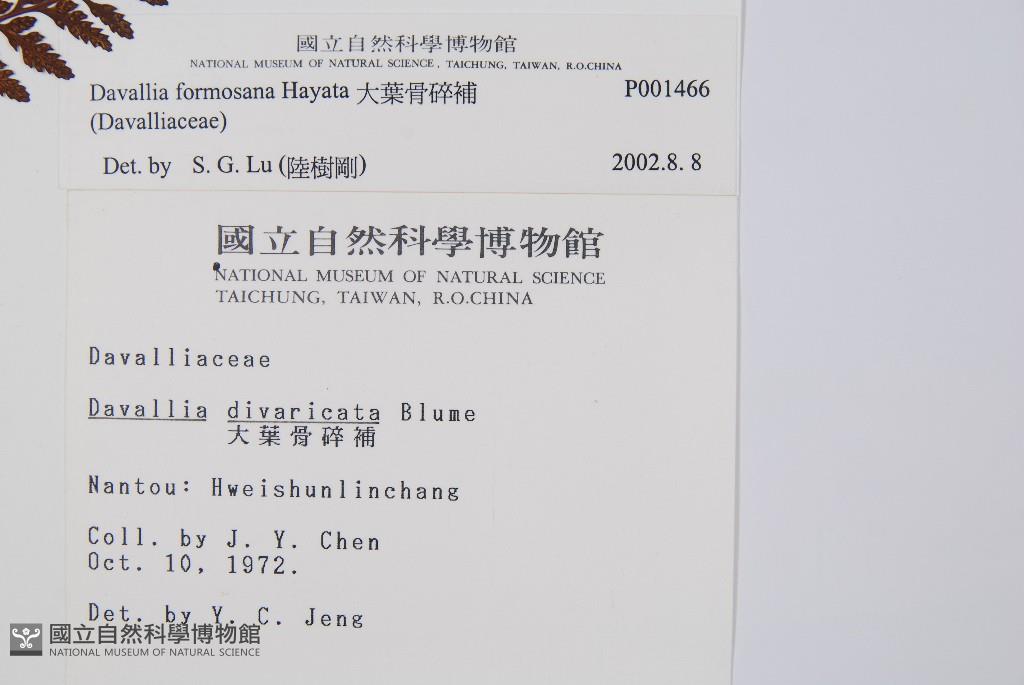 國立自然科學博物館
NATIONAL MUSEUM OF NATURAL SCIENCE, TAICHUNG, TAIWAN, R.O.CHINA
Davallia formosana Hayata 大葉骨碎補 P001466
(Davalliaceae)
Det. by S. G. Lu (陸樹剛) 2002.8. 8
國立自然科學博物館
NATIONAL MUSEUM OF NATURAL SCIENCE
TAICHUNG, TAIWAN, R.O.CHINA
Davalliaceae
Davallia divaricata Blume
大葉骨碎補
Nantou: Hweishunlinchang
Coll. by J. Y. Chen
Oct. 10, 1972.
Det. by Y. C. Jeng
國立自然科學博物館
NATIONAL MUSEUM OF NATURAL SCIENCE